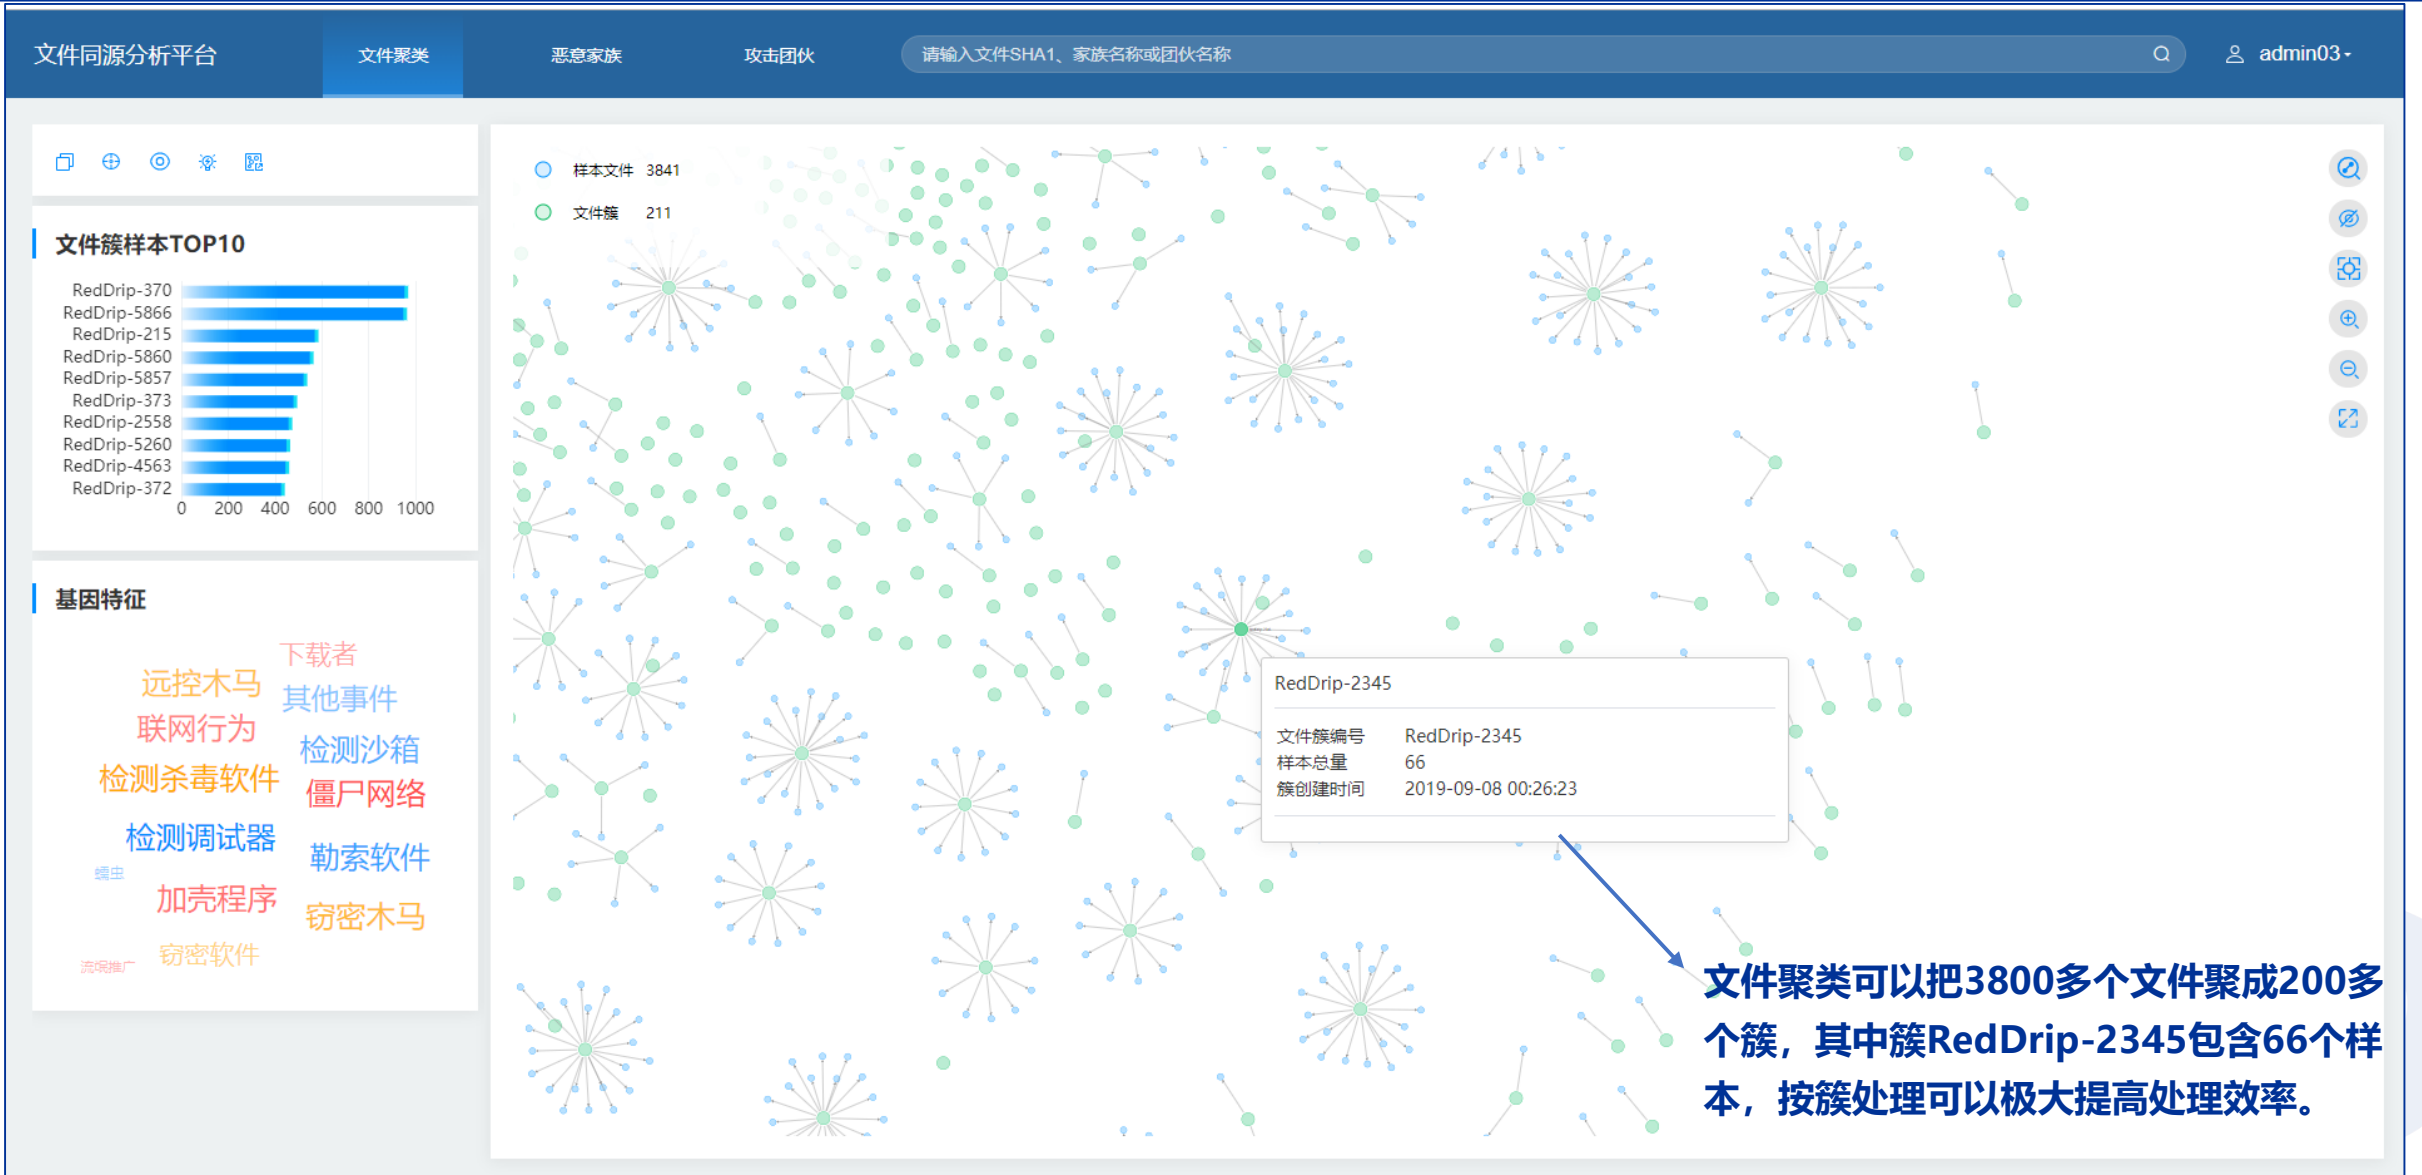 文件同源分析平台
文件聚类
恶意家族
攻击团伙
请输入文件SHA1、家族名称或团伙名称
admin03
样本文件 3841
文件簇 211
文件簇样本TOP10
RedDrip-370
RedDrip-5866
RedDrip-215
RedDrip-5860
RedDrip-5857
RedDrip-373
RedDrip-2558
RedDrip-5260
RedDrip-4563
RedDrip-372
0 200 400 600 800 1000
基因特征
下载者
远控木马
其他事件
联网行为
检测沙箱
检测杀毒软件
僵尸网络
检测调试器
勒索软件
蠕虫
加壳程序
窃密木马
窃密软件
流氓推广
RedDrip-2345
文件簇编号 RedDrip-2345
样本总量 66
簇创建时间 2019-09-08 00:26:23
文件聚类可以把3800多个文件聚成200多
个簇，其中簇RedDrip-2345包含66个样
本，按簇处理可以极大提高处理效率。